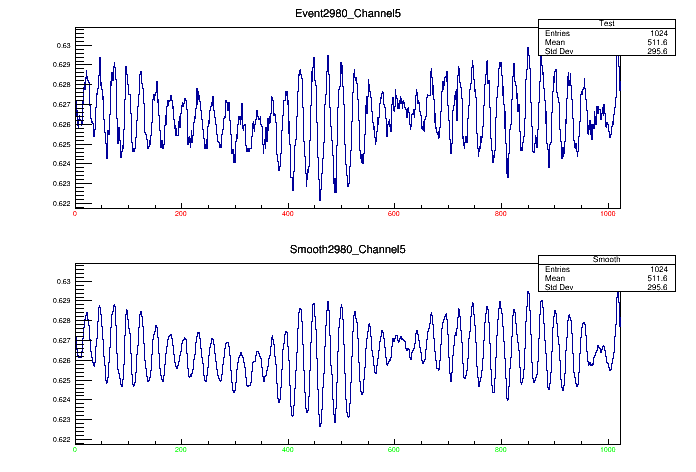 Event2980_Channel5
Test
Entries 1024
Mean 511.6
Std Dev 295.6
0.63
0.629
0.628
0.627
0.626
0.625
0.624
0.623
0.622
0 200 400 600 800 1000
Smooth2980_Channel5
Smooth
Entries 1024
Mean 511.6
Std Dev 295.6
0.63
0.629
0.628
0.627
0.626
0.625
0.624
0.623
0.622
0 200 400 600 800 1000